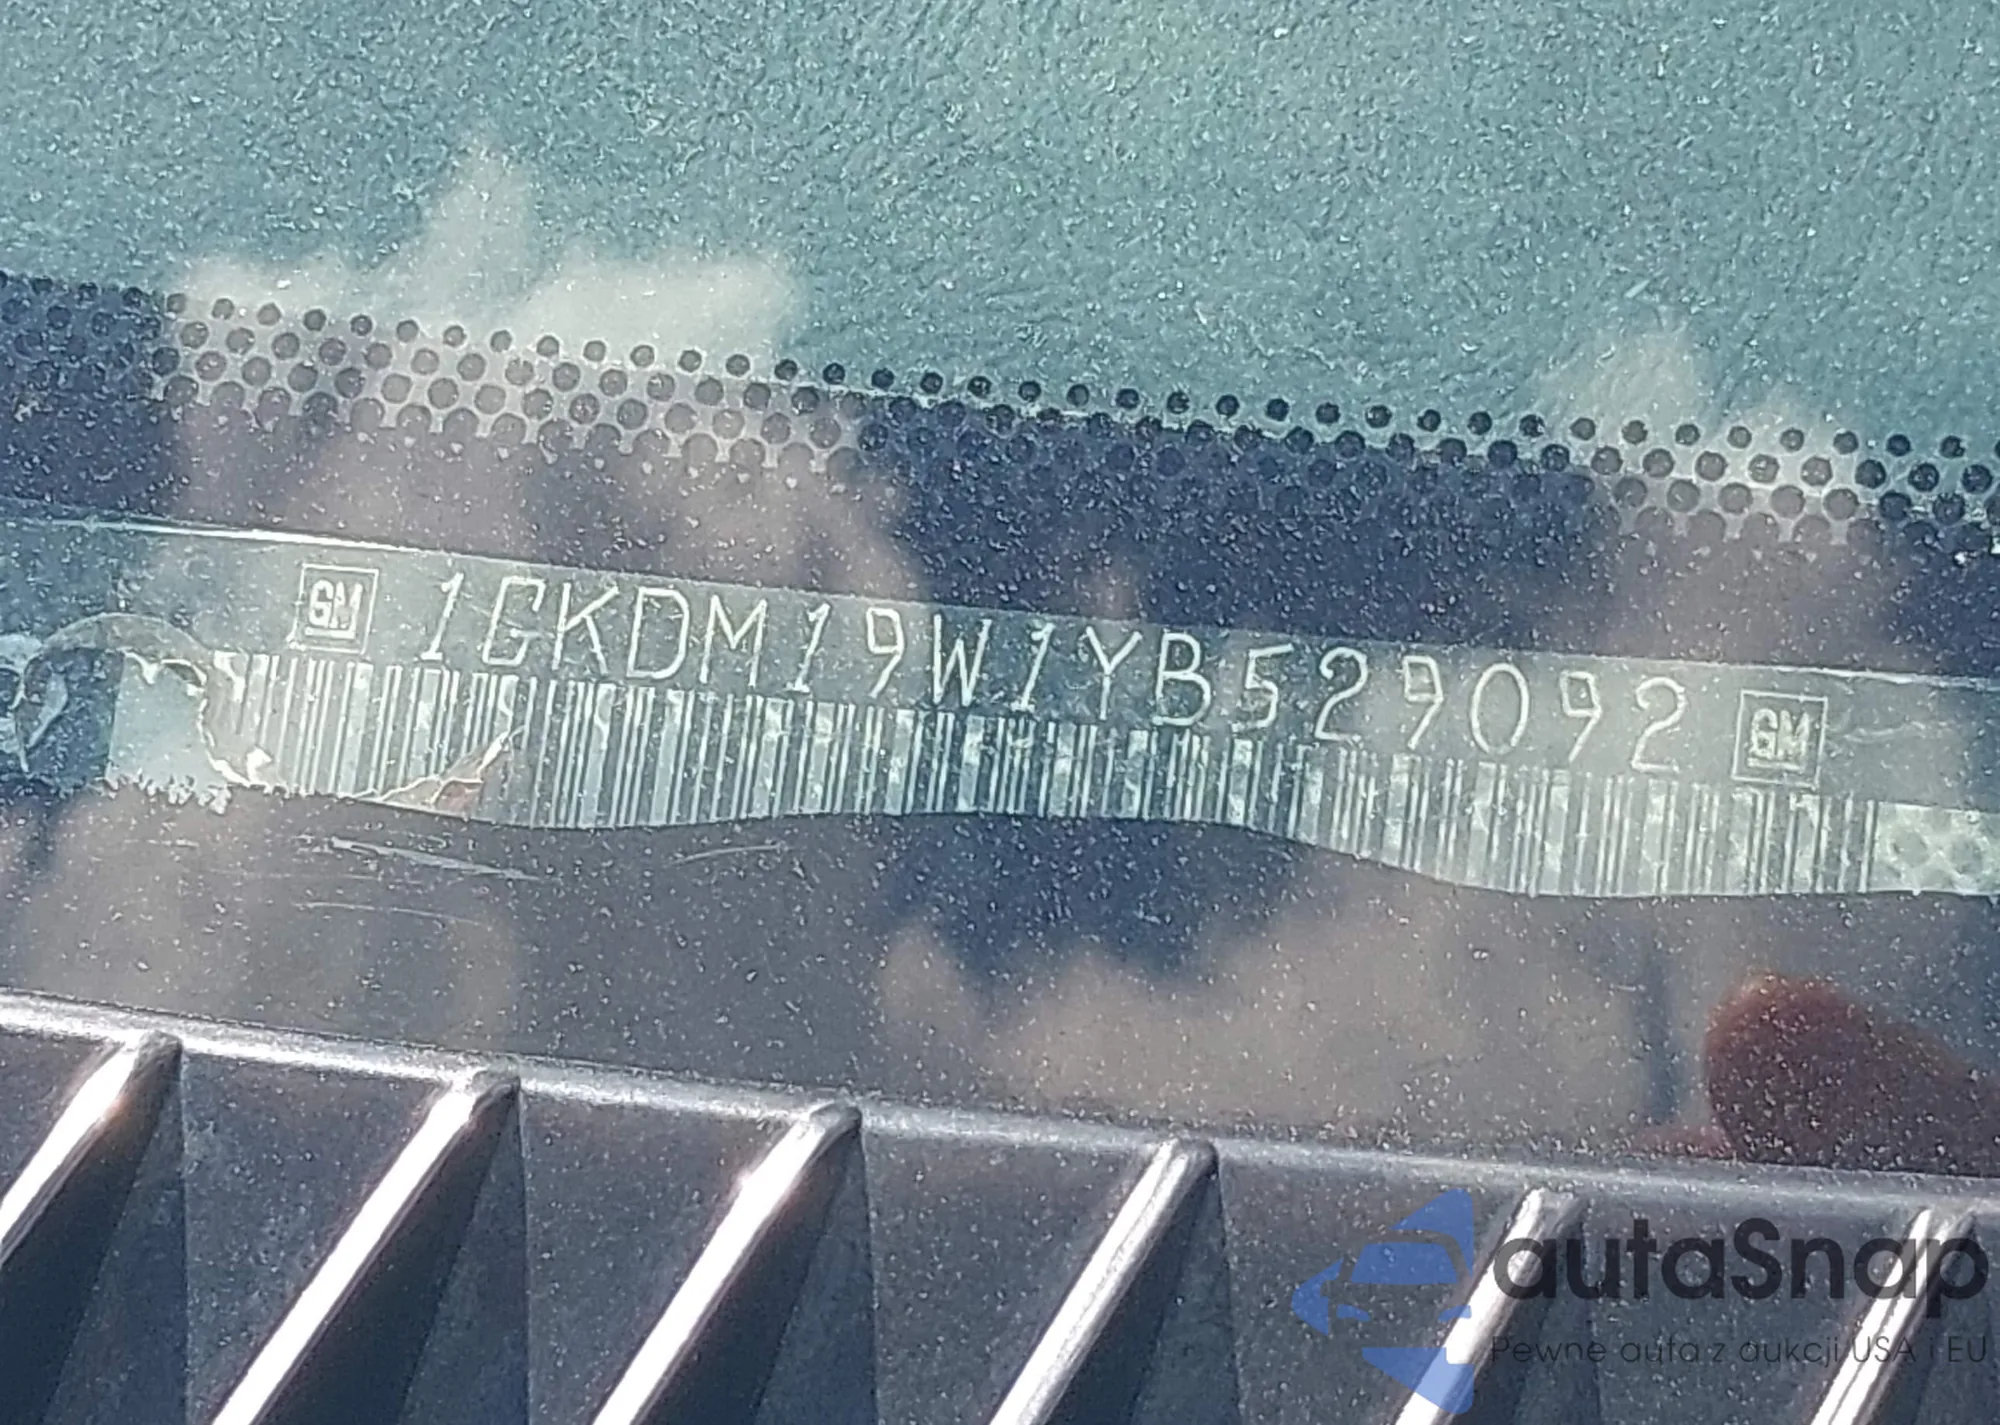 GM 1GKDM19W1YB529092 GM
autaSnap
Pewne auta z aukcji USA i EU